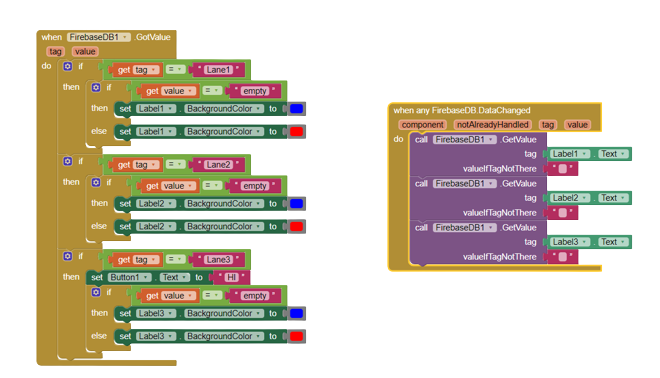 when FirebaseDB1 .GotValue
tag value
do if get tag = " Lane1 "
then if get value = " empty "
then set Label1 . BackgroundColor to
else set Label1 . BackgroundColor to
if get tag = " Lane2 "
then if get value = " empty "
then set Label2 . BackgroundColor to
else set Label2 . BackgroundColor to
if get tag = " Lane3 "
then set Button1 . Text to " HI "
if get value = " empty "
then set Label3 . BackgroundColor to
else set Label3 . BackgroundColor to
when any FirebaseDB.DataChanged
component notAlreadyHandled tag value
do call FirebaseDB1 .GetValue
tag Label1 . Text
valueIfTagNotThere " "
call FirebaseDB1 .GetValue
tag Label2 . Text
valueIfTagNotThere " "
call FirebaseDB1 .GetValue
tag Label3 . Text
valueIfTagNotThere " "